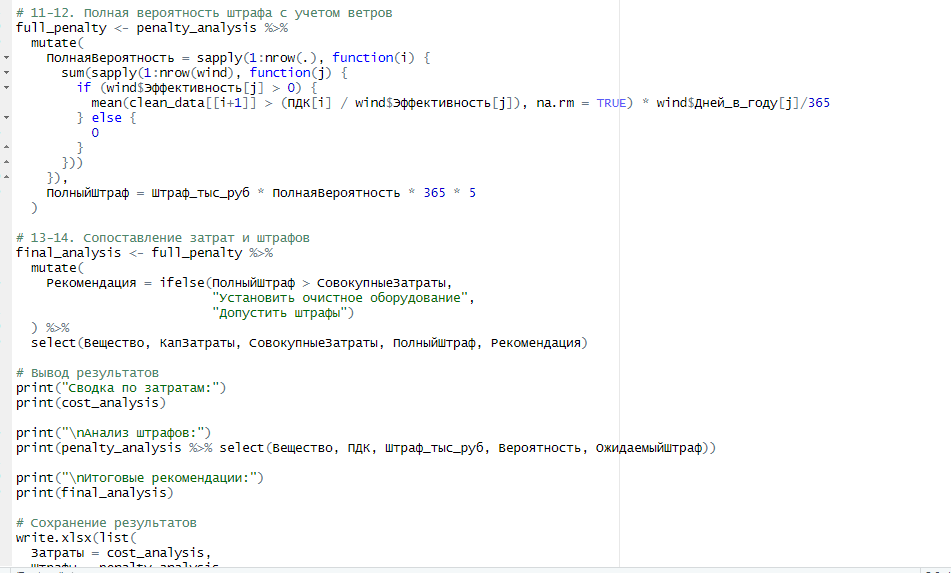 # 11-12. Полная вероятность штрафа с учетом ветров
full_penalty <- penalty_analysis %>%
  mutate(
    ПолнаяВероятность = sapply(1:nrow(.), function(i) {
      sum(sapply(1:nrow(wind), function(j) {
        if (wind$Эффективность[j] > 0) {
          mean(clean_data[[i+1]] > (ПДК[i] / wind$Эффективность[j]), na.rm = TRUE) * wind$Дней_в_году[j]/365
        } else {
          0
        }
      }))
    }),
    ПолныйШтраф = Штраф_тыс_руб * ПолнаяВероятность * 365 * 5
  )

# 13-14. Сопоставление затрат и штрафов
final_analysis <- full_penalty %>%
  mutate(
    Рекомендация = ifelse(ПолныйШтраф > СовокупныеЗатраты,
                          "Установить очистное оборудование",
                          "Допустить штрафы")
  ) %>%
  select(Вещество, КапЗатраты, СовокупныеЗатраты, ПолныйШтраф, Рекомендация)

# Вывод результатов
print("Сводка по затратам:")
print(cost_analysis)

print("\nАнализ штрафов:")
print(penalty_analysis %>% select(Вещество, ПДК, Штраф_тыс_руб, Вероятность, ОжидаемыйШтраф))

print("\nИтоговые рекомендации:")
print(final_analysis)

# Сохранение результатов
write.xlsx(list(
  Затраты = cost_analysis,
  Штрафы = penalty_analysis